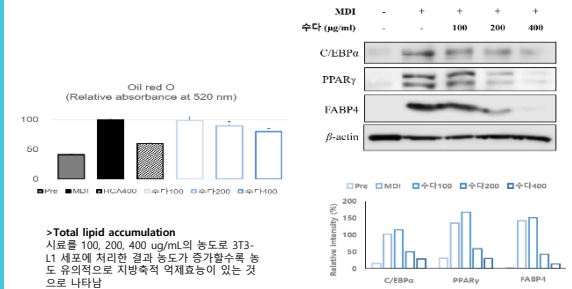 Oil red O
(Relative absorbance at 520 nm)
100
50
0
Pre MDI HCA400 수다100 수다200 수다400
>Total lipid accumulation
시료를 100, 200, 400 ug/mL의 농도로 3T3-
L1 세포에 처리한 결과 농도가 증가할수록 농
도 유의적으로 지방축적 억제효능이 있는 것
으로 나타남
MDI - + + + +
수다 (μg/ml) - - 100 200 400
C/EBPα
PPARγ
FABP4
β-actin
Pre MDI 수다100 수다200 수다400
Relative intensity (%)
200
150
100
50
0
C/EBPα PPARγ FABP4